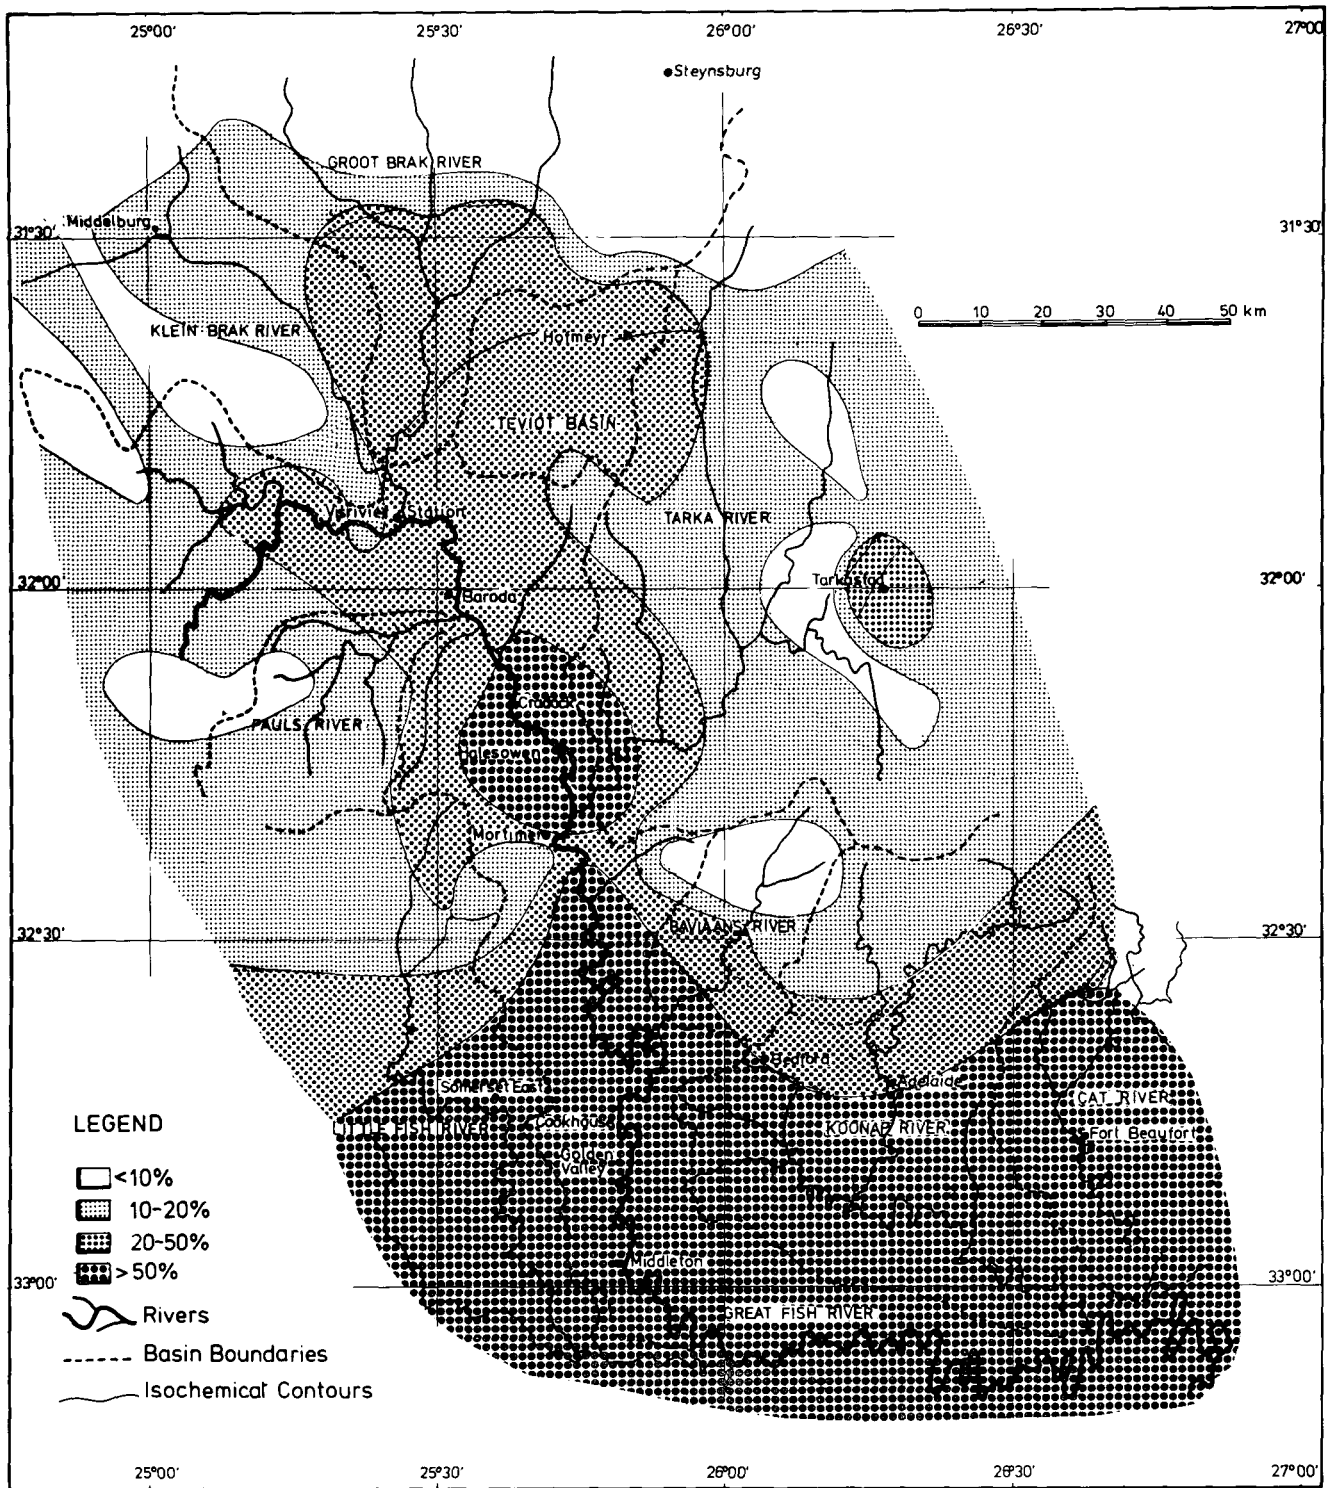 25°00'
25°30'
26°00'
26°30'
27°00
Steynsburg
GROOT BRAK RIVER
Middelburg
31°30'
31°30'
KLEIN BRAK RIVER
Hofmeyr
0 10 20 30 40 50 km
TEVIOT BASIN
Station
TARKA RIVER
32°00'
Tarkastad
32°00'
Baroda
Cradock
PAULS RIVER
Halesowen
Mortimer
BAVIAANS RIVER
32°30'
32°30'
Bedford
Somerset East
Adelaide
CAT RIVER
LITTLE FISH RIVER
Cookhouse
KOONAP RIVER
Fort Beaufort
Golden
Valley
LEGEND
<10%
10-20%
20-50%
>50%
Rivers
Basin Boundaries
Isochemical Contours
Middleton
33°00'
33°00'
GREAT FISH RIVER
25°00'
25°30'
26°00'
26°30'
27°00'